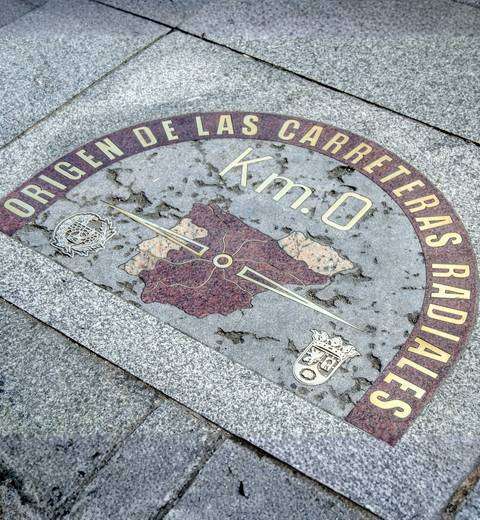 ORIGEN DE LAS CARRETERAS RADIALES
Km. 0